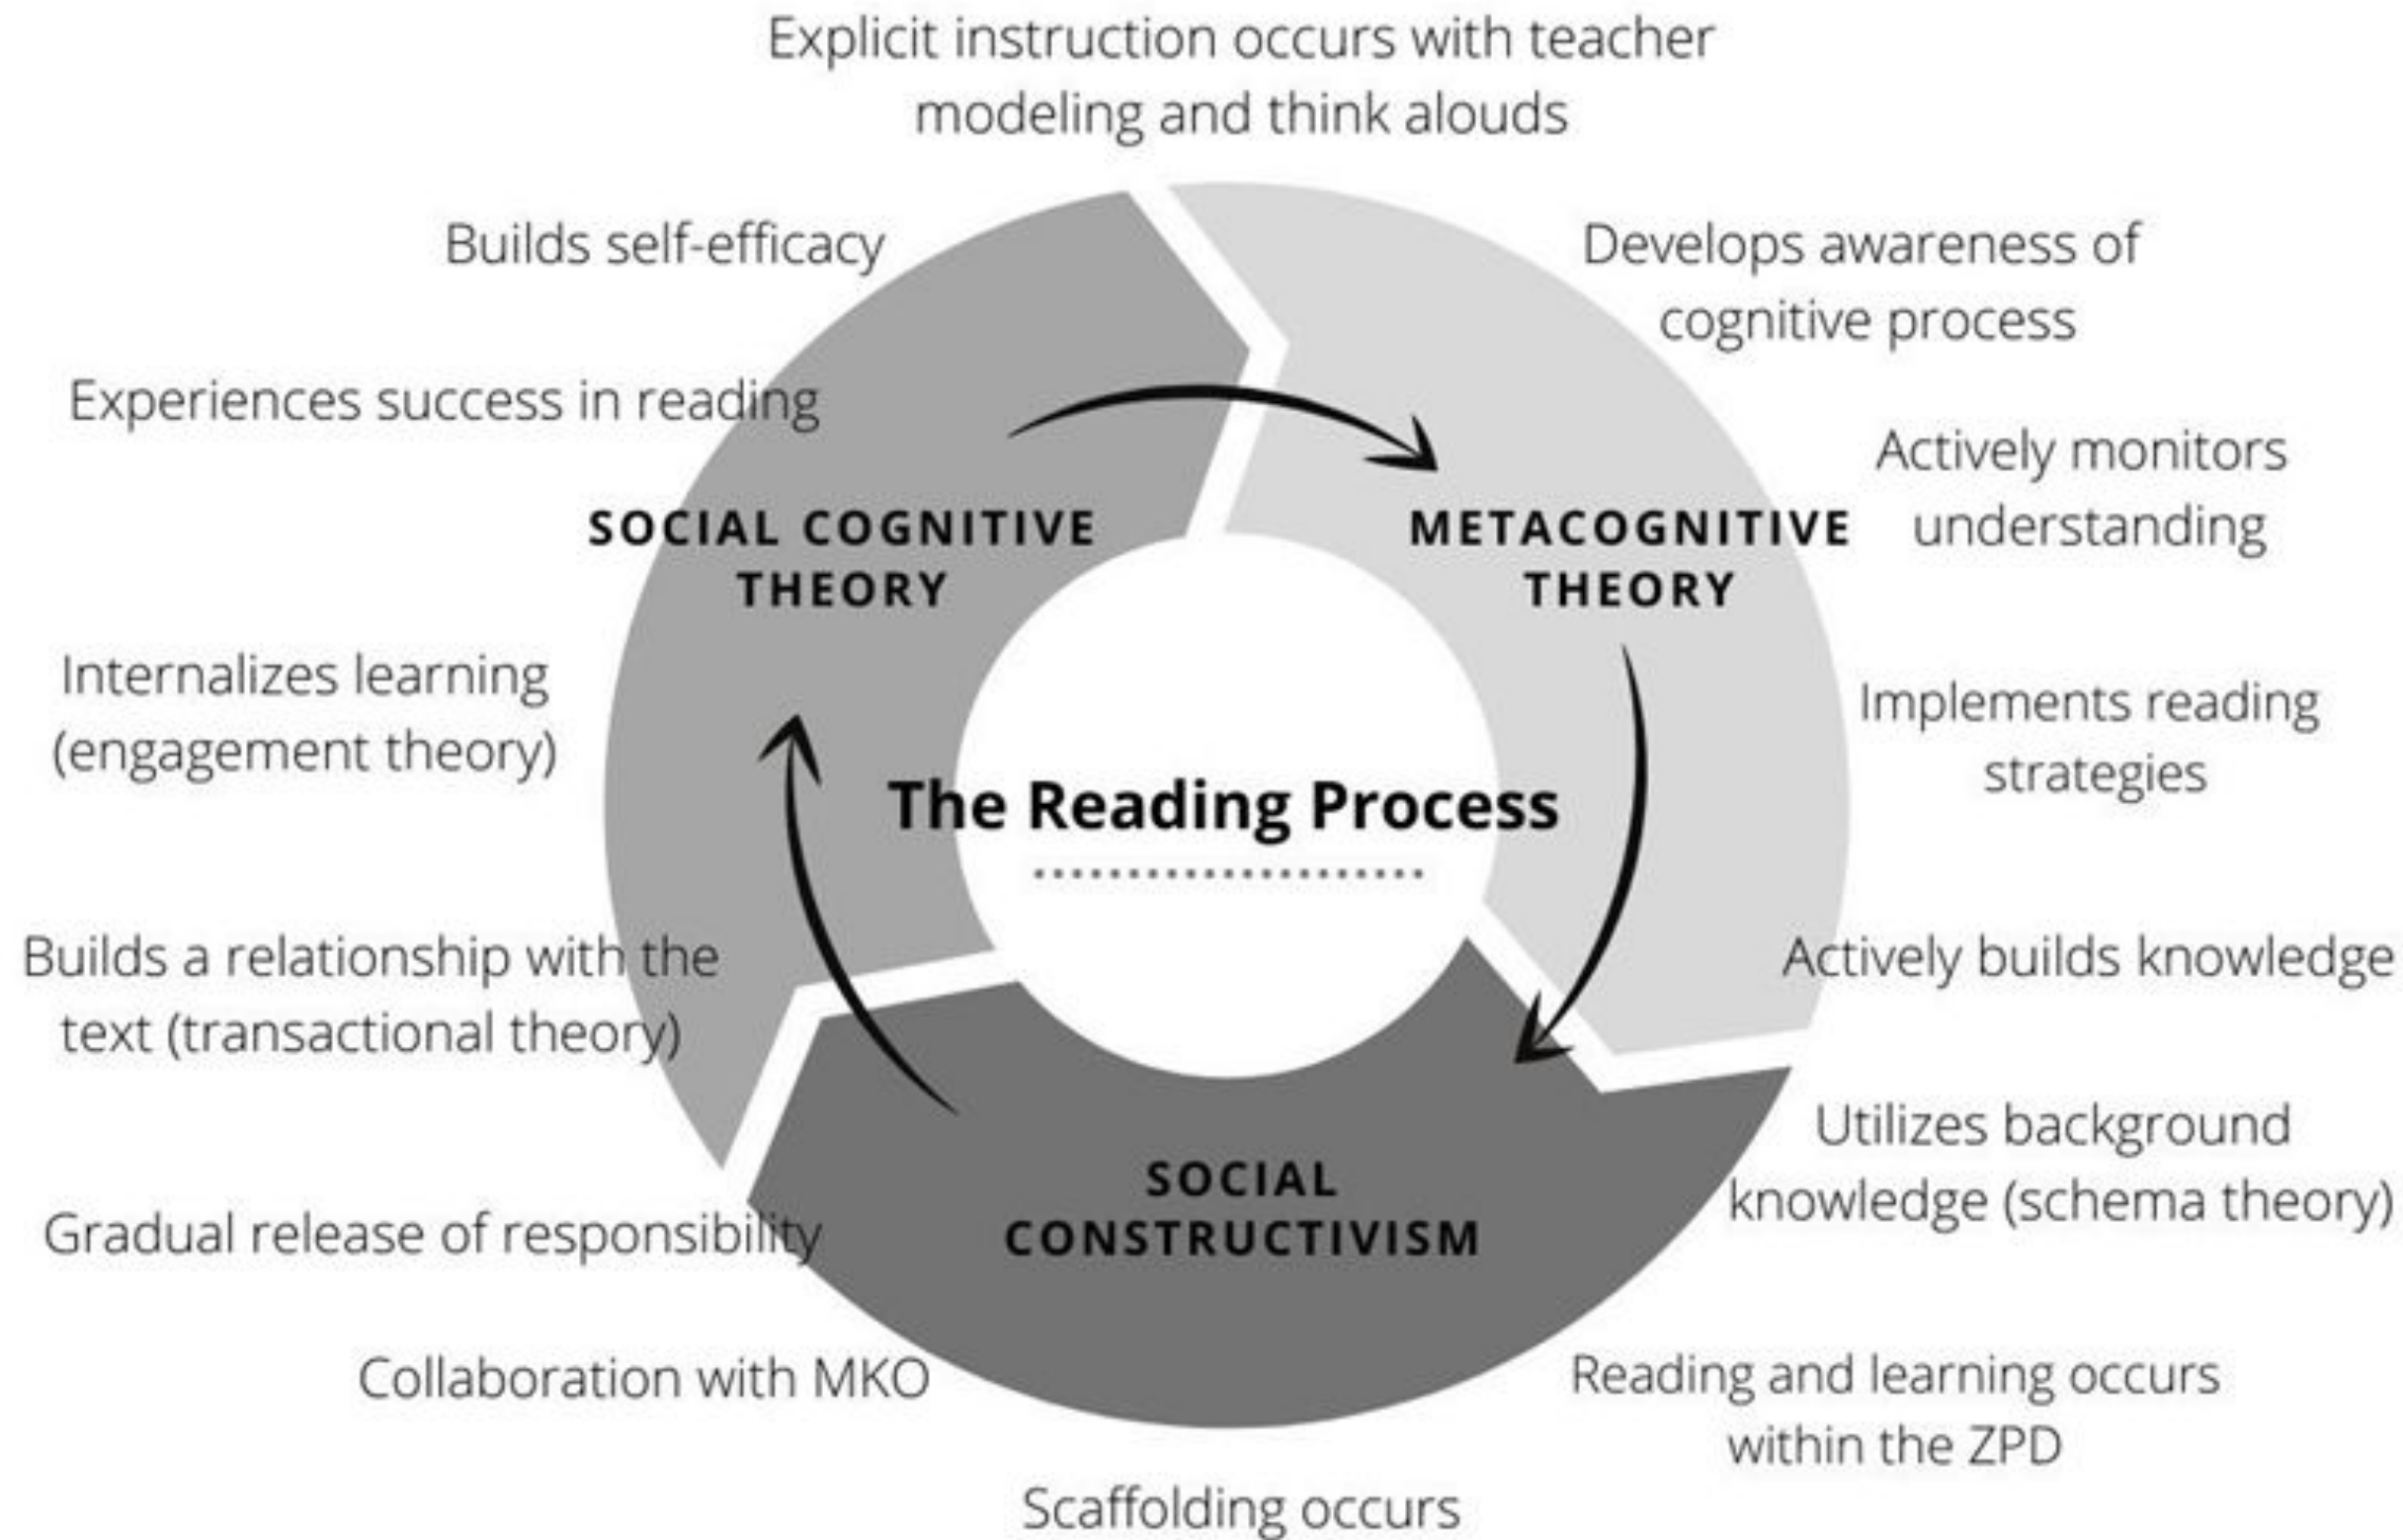 Explicit instruction occurs with teacher
modeling and think alouds
Builds self-efficacy
Develops awareness of
cognitive process
Experiences success in reading
Actively monitors
understanding
SOCIAL COGNITIVE
THEORY
METACOGNITIVE
THEORY
Internalizes learning
(engagement theory)
Implements reading
strategies
The Reading Process
Builds a relationship with the
text (transactional theory)
Actively builds knowledge
Utilizes background
knowledge (schema theory)
SOCIAL
CONSTRUCTIVISM
Gradual release of responsibility
Collaboration with MKO
Reading and learning occurs
within the ZPD
Scaffolding occurs